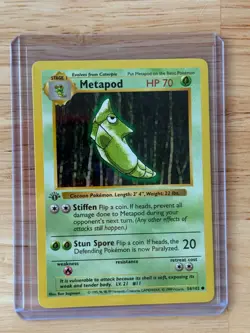 STAGE 1
Evolves from Caterpie
Put Metapod on the Basic Pokémon
Metapod
HP 70
Cocoon Pokémon. Length: 2' 4", Weight: 22 lbs.
Stiffen Flip a coin. If heads, prevent all
damage done to Metapod during your
opponent's next turn. (Any other effects of
attacks still happen.)
Stun Spore Flip a coin. If heads, the
Defending Pokémon is now Paralyzed.
20
weakness
resistance
retreat cost
It is vulnerable to attack because its shell is soft, exposing its weak
and tender body. LV. 21 #11
54/102